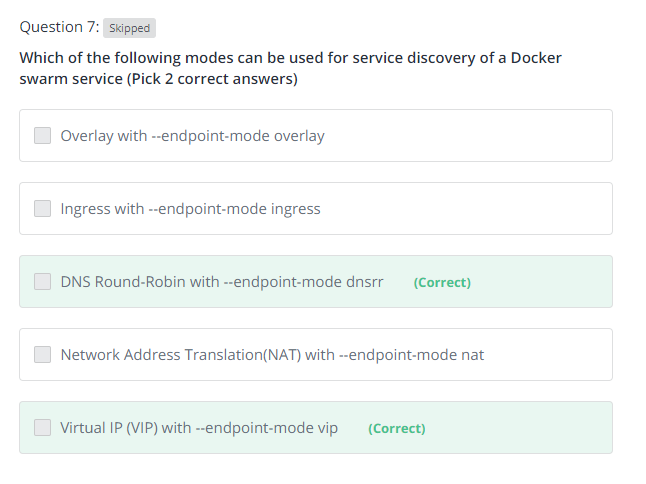 Question 7: Skipped
Which of the following modes can be used for service discovery of a Docker
swarm service (Pick 2 correct answers)
Overlay with --endpoint-mode overlay
Ingress with --endpoint-mode ingress
DNS Round-Robin with --endpoint-mode dnsrr (Correct)
Network Address Translation(NAT) with --endpoint-mode nat
Virtual IP (VIP) with --endpoint-mode vip (Correct)